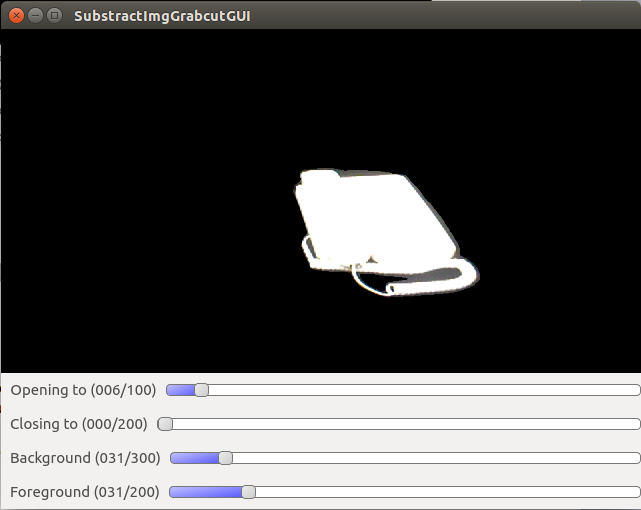 SubstractImgGrabcutGUI
Opening to (006/100)
Closing to (000/200)
Background (031/300)
Foreground (031/200)